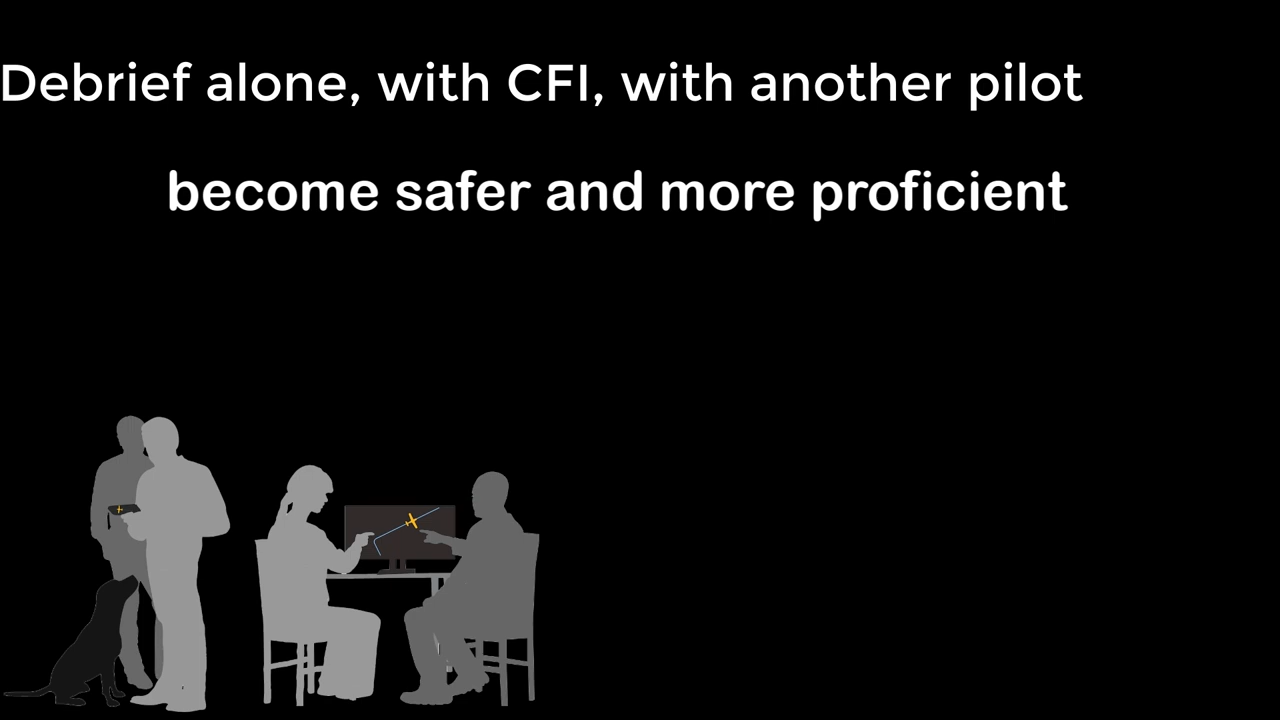 Debrief alone, with CFI, with another pilot
become safer and more proficient